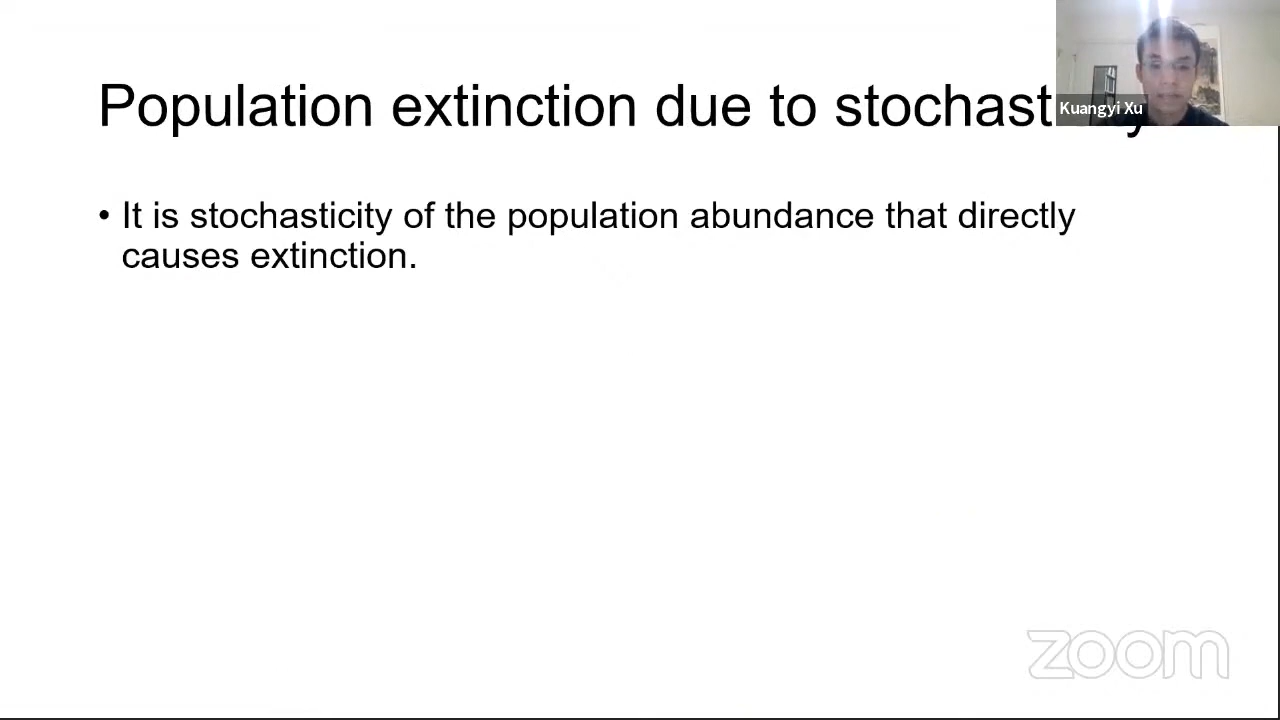 Population extinction due to stochast
Kuangyi Xu
• It is stochasticity of the population abundance that directly
causes extinction.
zoom